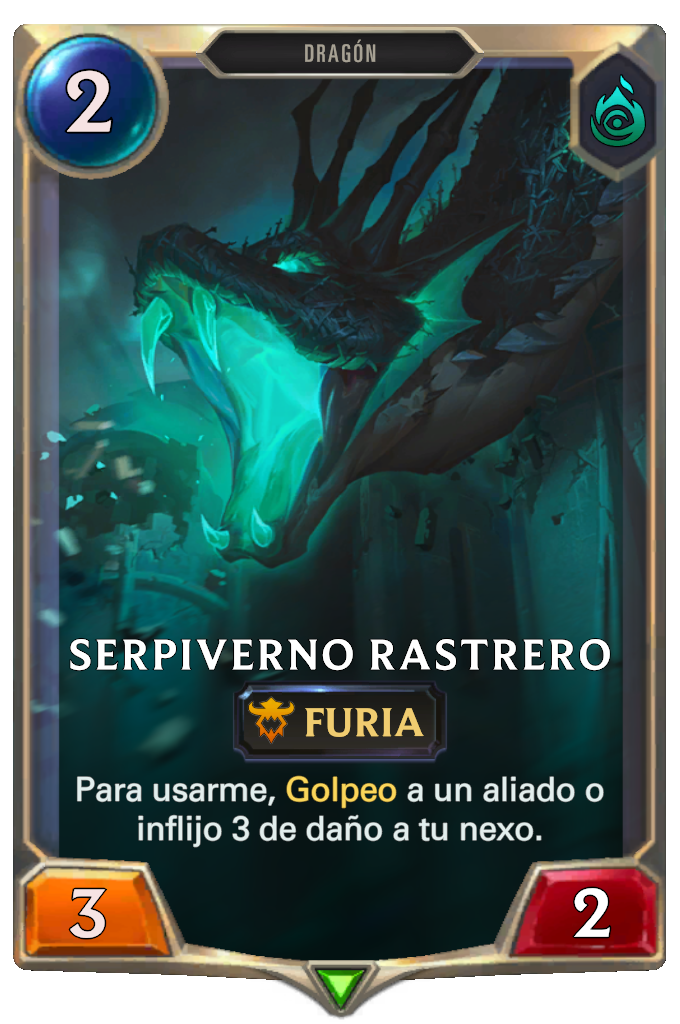 DRAGÓN
2
SERPIVERNO RASTRERO
FURIA
Para usarme, Golpeo a un aliado o
inflijo 3 de daño a tu nexo.
3
2